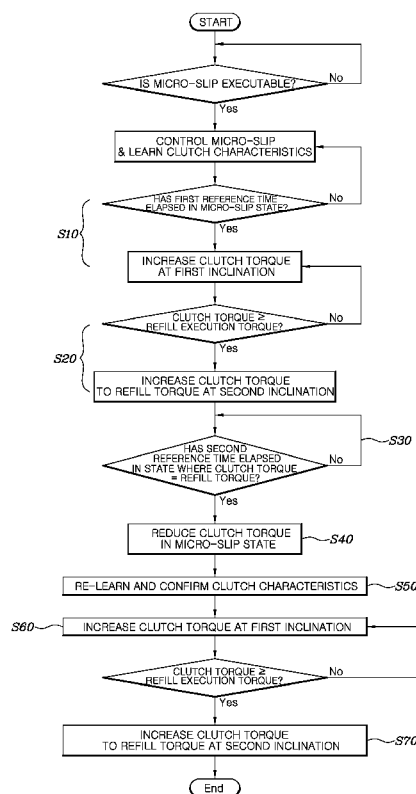 START
IS MICRO-SLIP EXECUTABLE?
No
Yes
CONTROL MICRO-SLIP
& LEARN CLUTCH CHARACTERISTICS
HAS FIRST REFERENCE TIME
ELAPSED IN MICRO-SLIP STATE?
No
S10
Yes
INCREASE CLUTCH TORQUE
AT FIRST INCLINATION
CLUTCH TORQUE ≥
REFILL EXECUTION TORQUE?
No
S20
Yes
INCREASE CLUTCH TORQUE
TO REFILL TORQUE AT SECOND INCLINATION
S30
HAS SECOND
REFERENCE TIME ELAPSED
IN STATE WHERE CLUTCH TORQUE
= REFILL TORQUE?
No
Yes
REDUCE CLUTCH TORQUE
IN MICRO-SLIP STATE
S40
RE-LEARN AND CONFIRM CLUTCH CHARACTERISTICS
S50
S60
INCREASE CLUTCH TORQUE AT FIRST INCLINATION
CLUTCH TORQUE ≥
REFILL EXECUTION TORQUE?
No
Yes
INCREASE CLUTCH TORQUE
TO REFILL TORQUE AT SECOND INCLINATION
S70
End